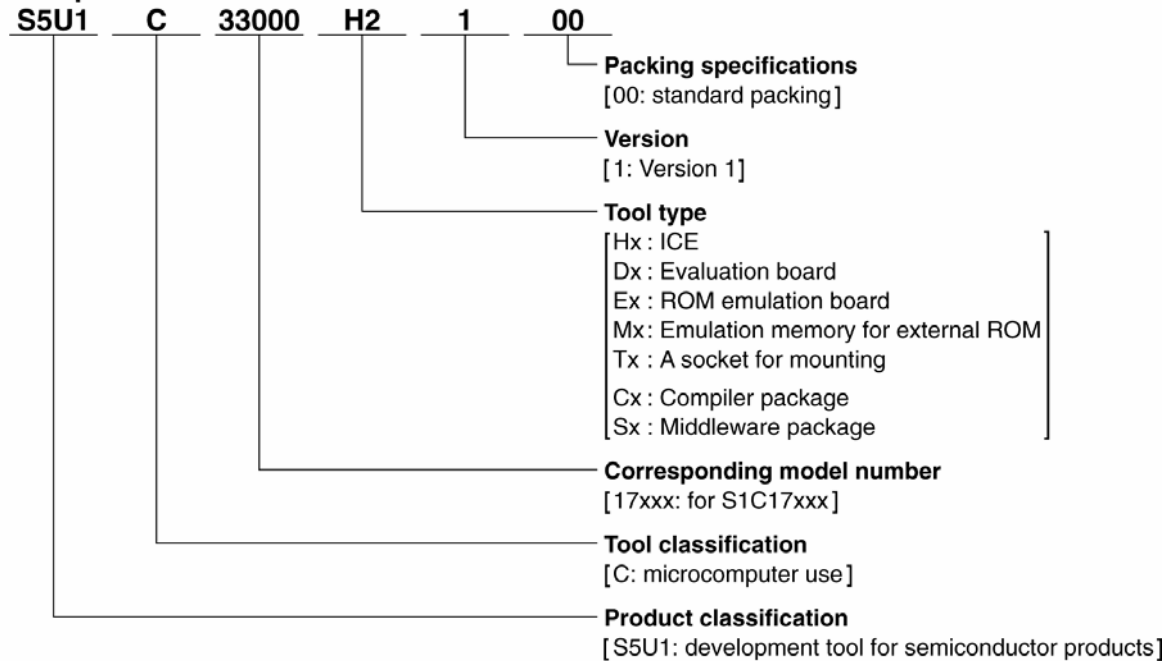 S5U1 C 33000 H2 1 00
Packing specifications
[00: standard packing]
Version
[1: Version 1]
Tool type
Hx : ICE
Dx : Evaluation board
Ex : ROM emulation board
Mx : Emulation memory for external ROM
Tx : A socket for mounting
Cx : Compiler package
Sx : Middleware package
Corresponding model number
[17xxx: for S1C17xxx]
Tool classification
[C: microcomputer use]
Product classification
[S5U1: development tool for semiconductor products]